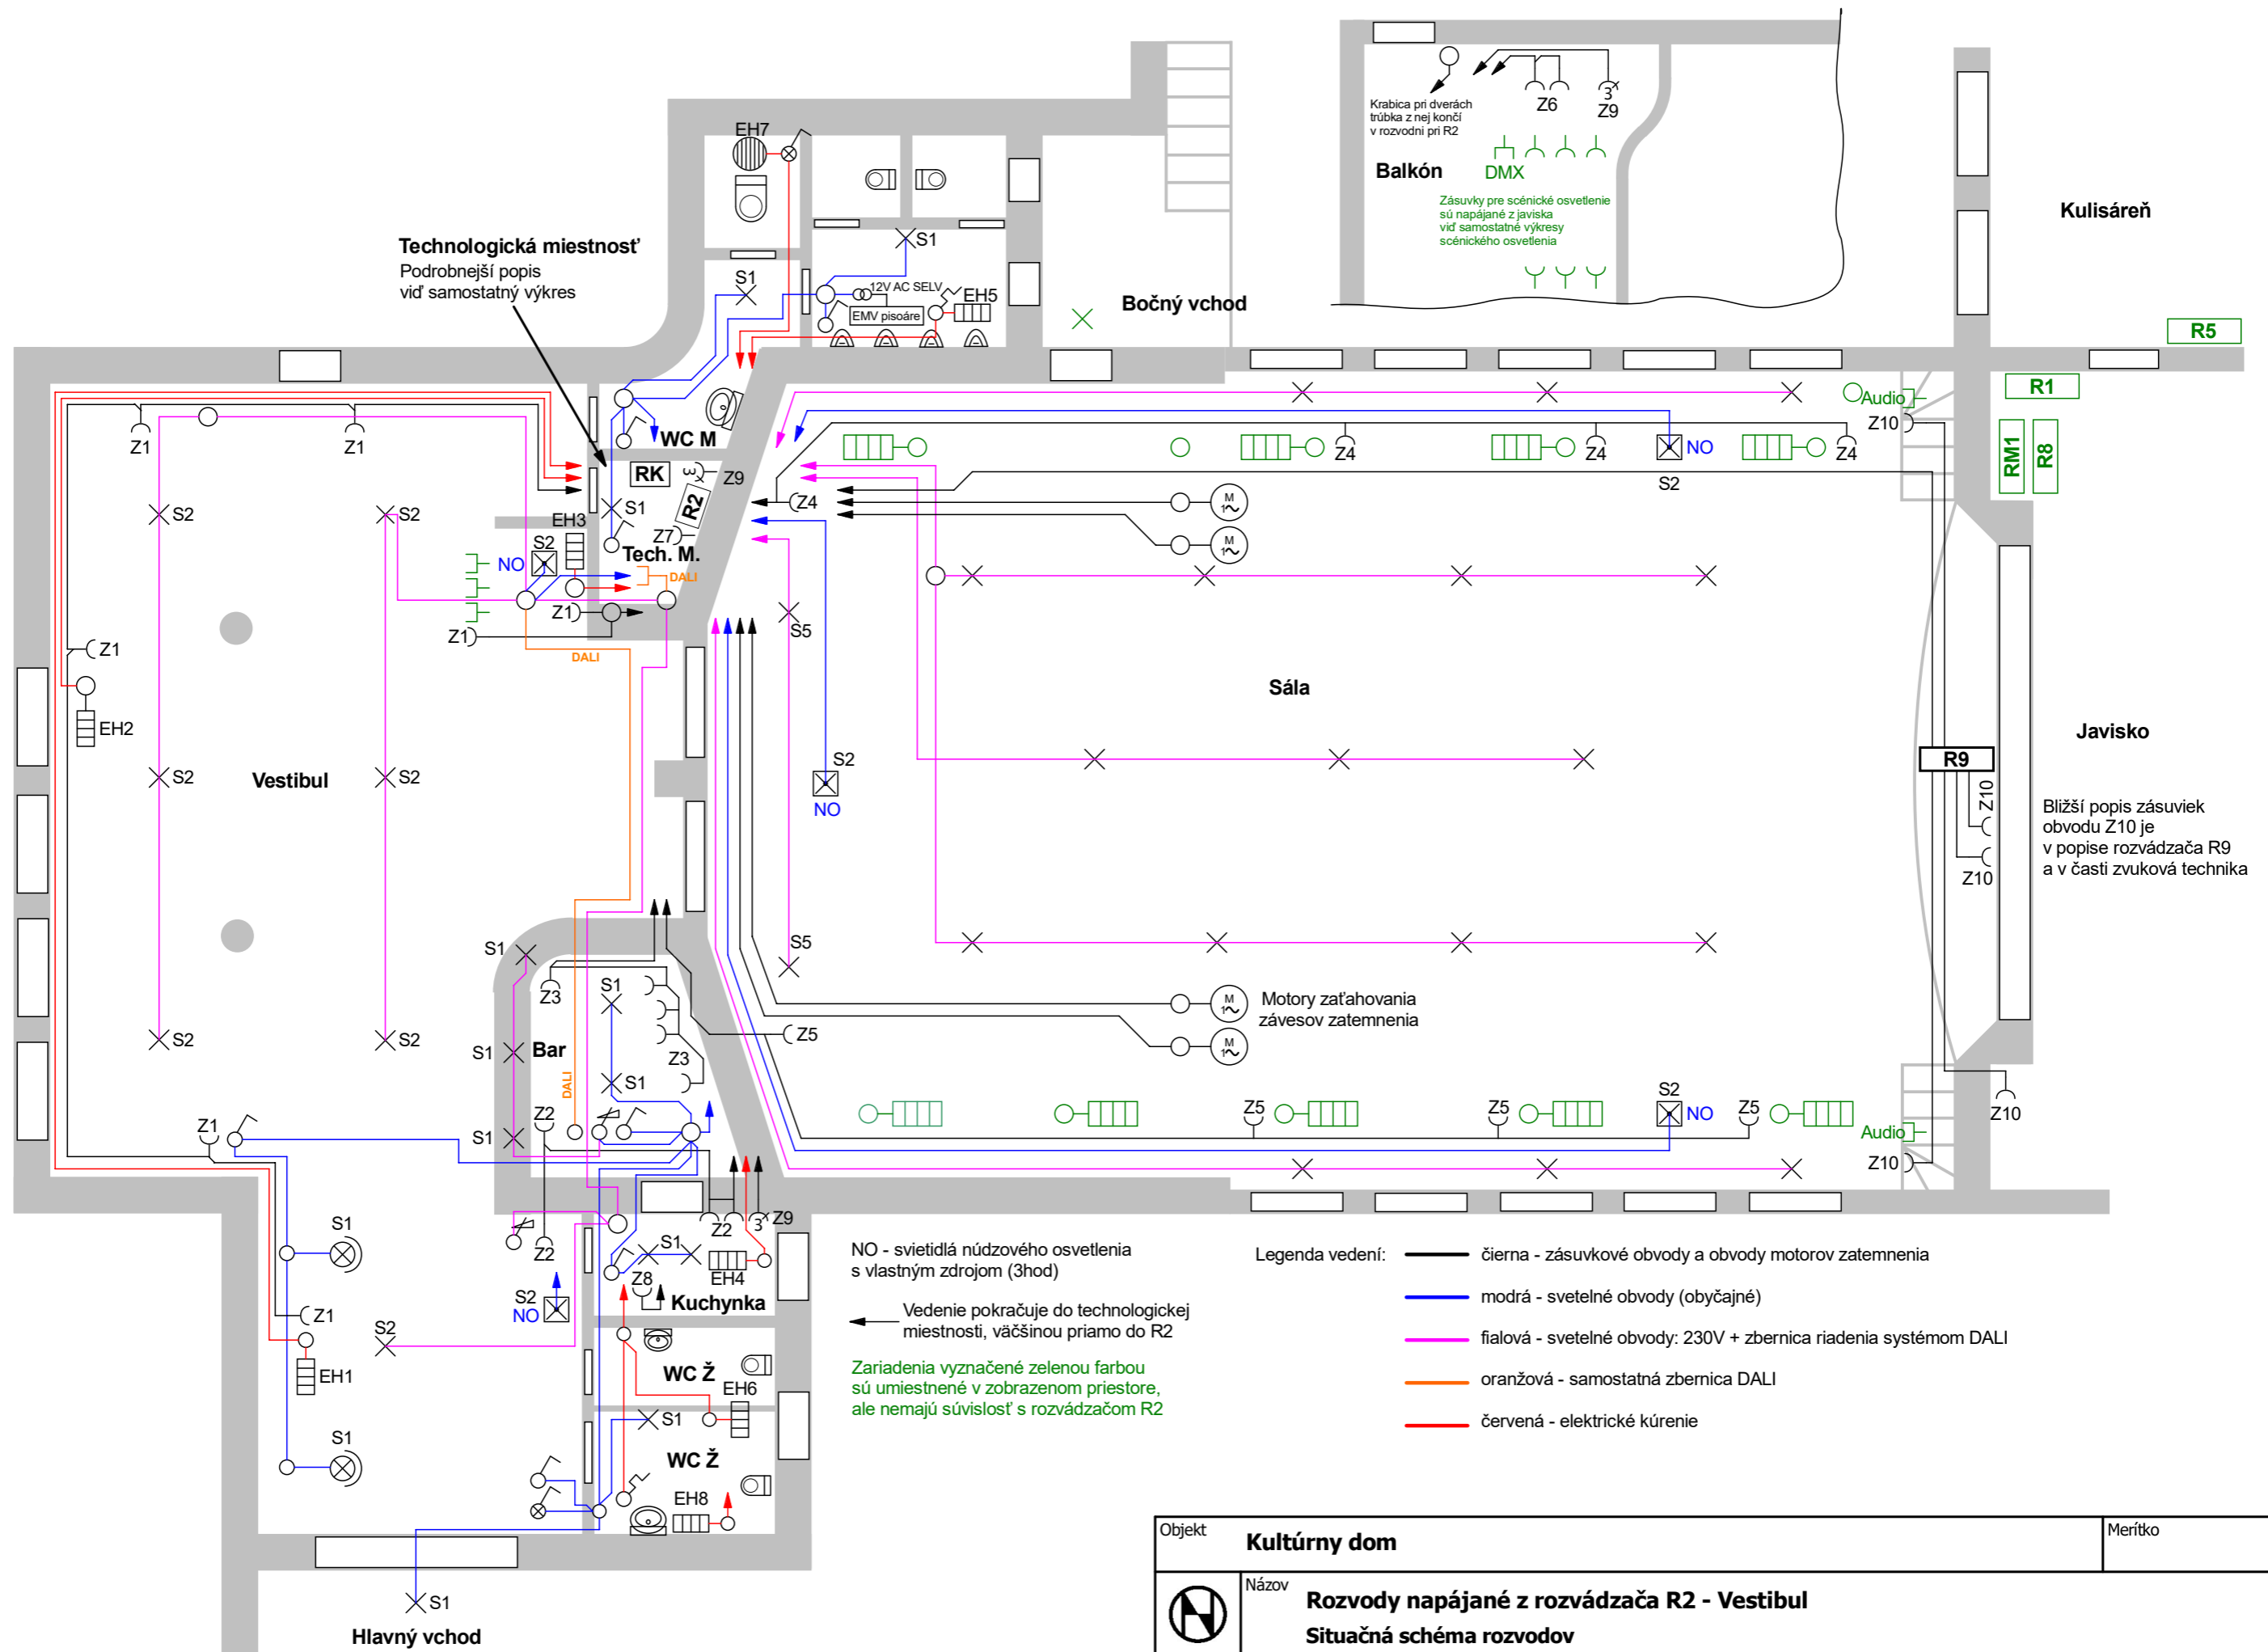 Krabica pri dverách
trúbka z nej končí
v rozvodni pri R2
Z6
3
Z9
Balkón
DMX
Zásuvky pre scénické osvetlenie
sú napájané z javiska
viď samostatné výkresy
scénického osvetlenia
Kulisáreň
EH7
Technologická miestnosť
Podrobnejší popis
viď samostatný výkres
S1
S1
12V AC SELV
EMV pisoáre
EH5
Bočný vchod
R5
R1
RM1
R8
Audio
Z10
Z1
Z1
WC M
RK
3
Z9
R2
Z7
S1
EH3
Tech. M.
S2
NO
DALI
Z1
Z1
DALI
S2
S2
Z4
Z4
Z4
Z4
NO
S2
M
1
M
1
S5
Z1
EH2
Sála
S2
NO
Javisko
R9
Z10
Z10
Bližší popis zásuviek
obvodu Z10 je
v popise rozvádzača R9
a v časti zvuková technika
Vestibul
S2
S2
S2
S2
S5
S1
Z3
S1
M
1
M
1
Motory zaťahovania
závesov zatemnenia
Z5
S1
Bar
Z3
S1
DALI
Z2
S1
Z1
Z5
Z5
Z5
S2
NO
Audio
Z10
Z10
S1
Z2
Z2
3
Z9
S1
EH4
Z8
Kuchynka
S2
NO
Z1
S2
EH1
WC Ž
EH6
S1
S1
WC Ž
EH8
S1
Hlavný vchod
NO - svietidlá núdzového osvetlenia
s vlastným zdrojom (3hod)
Vedenie pokračuje do technologickej
miestnosti, väčšinou priamo do R2
Zariadenia vyznačené zelenou farbou
sú umiestnené v zobrazenom priestore,
ale nemajú súvislosť s rozvádzačom R2
Legenda vedení:
čierna - zásuvkové obvody a obvody motorov zatemnenia
modrá - svetelné obvody (obyčajné)
fialová - svetelné obvody: 230V + zbernica riadenia systémom DALI
oranžová - samostatná zbernica DALI
červená - elektrické kúrenie
Objekt
Kultúrny dom
Merítko
Názov
Rozvody napájané z rozvádzača R2 - Vestibul
Situačná schéma rozvodov